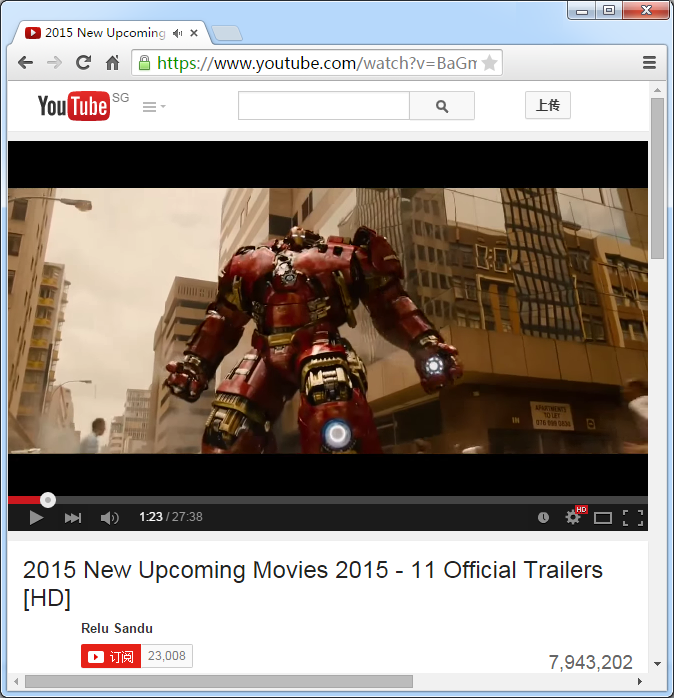 2015 New Upcoming
https://www.youtube.com/watch?v=BaGm
YouTube SG
上传
APARTMENTS
TO LET
HD
1:23 / 27:38
2015 New Upcoming Movies 2015 - 11 Official Trailers
[HD]
Relu Sandu
订阅 23,008
7,943,202